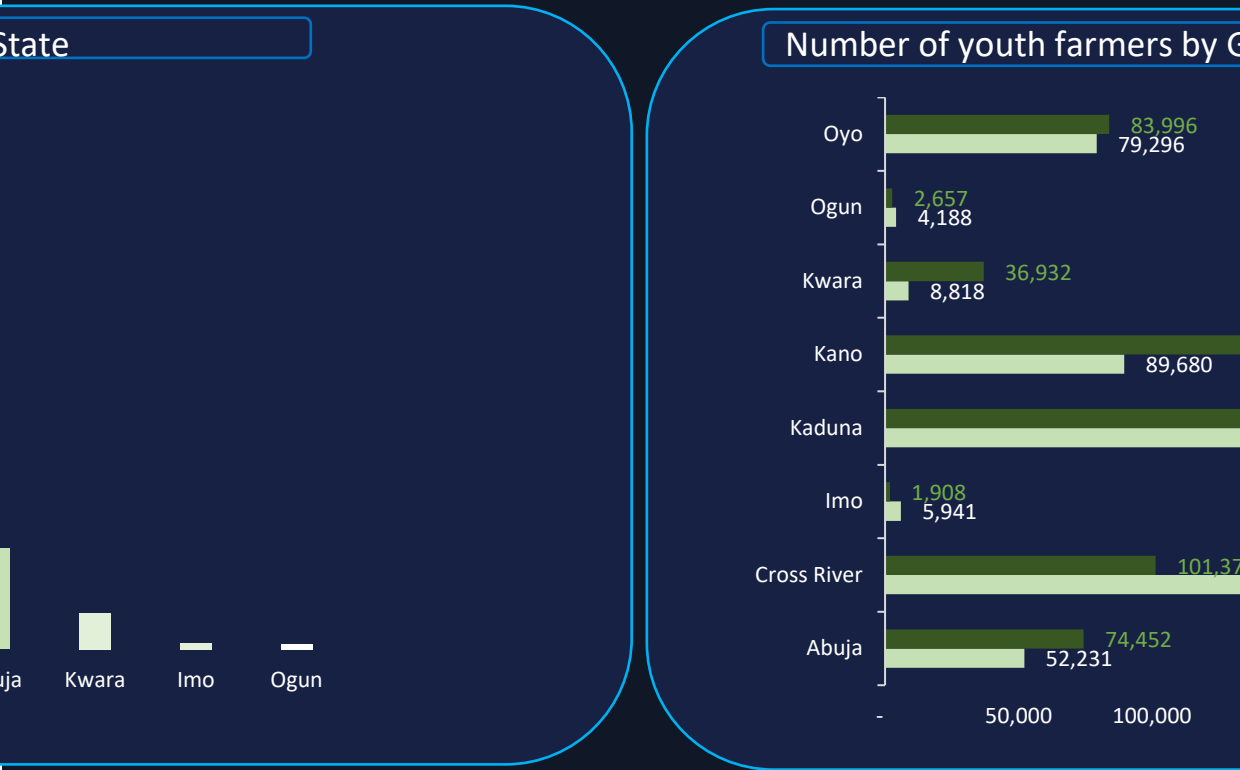 State
Kwara
Imo
Ogun
Number of youth farmers by
Oyo
83,996
79,296
Ogun
2,657
4,188
Kwara
36,932
8,818
Kano
89,680
Kaduna
Imo
1,908
5,941
Cross River
101,37
Abuja
74,452
52,231
-
50,000
100,000